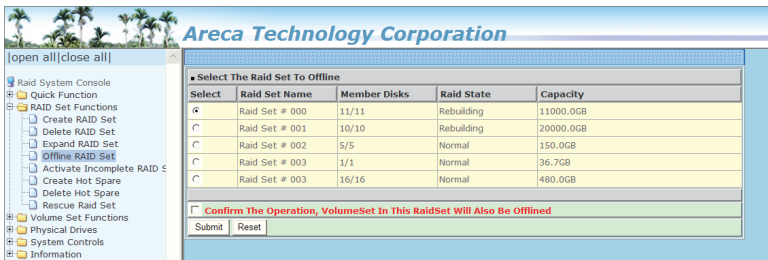 Areca Technology Corporation
|open all|close all|
Raid System Console
Quick Function
RAID Set Functions
Create RAID Set
Delete RAID Set
Expand RAID Set
Offline RAID Set
Activate Incomplete RAID S
Create Hot Spare
Delete Hot Spare
Rescue Raid Set
Volume Set Functions
Physical Drives
System Controls
Information
Select The Raid Set To Offline
Select Raid Set Name Member Disks Raid State Capacity
Raid Set # 000 11/11 Rebuilding 11000.0GB
Raid Set # 001 10/10 Rebuilding 20000.0GB
Raid Set # 002 5/5 Normal 150.0GB
Raid Set # 003 1/1 Normal 36.7GB
Raid Set # 003 16/16 Normal 480.0GB
Confirm The Operation, VolumeSet In This RaidSet Will Also Be Offlined
Submit Reset